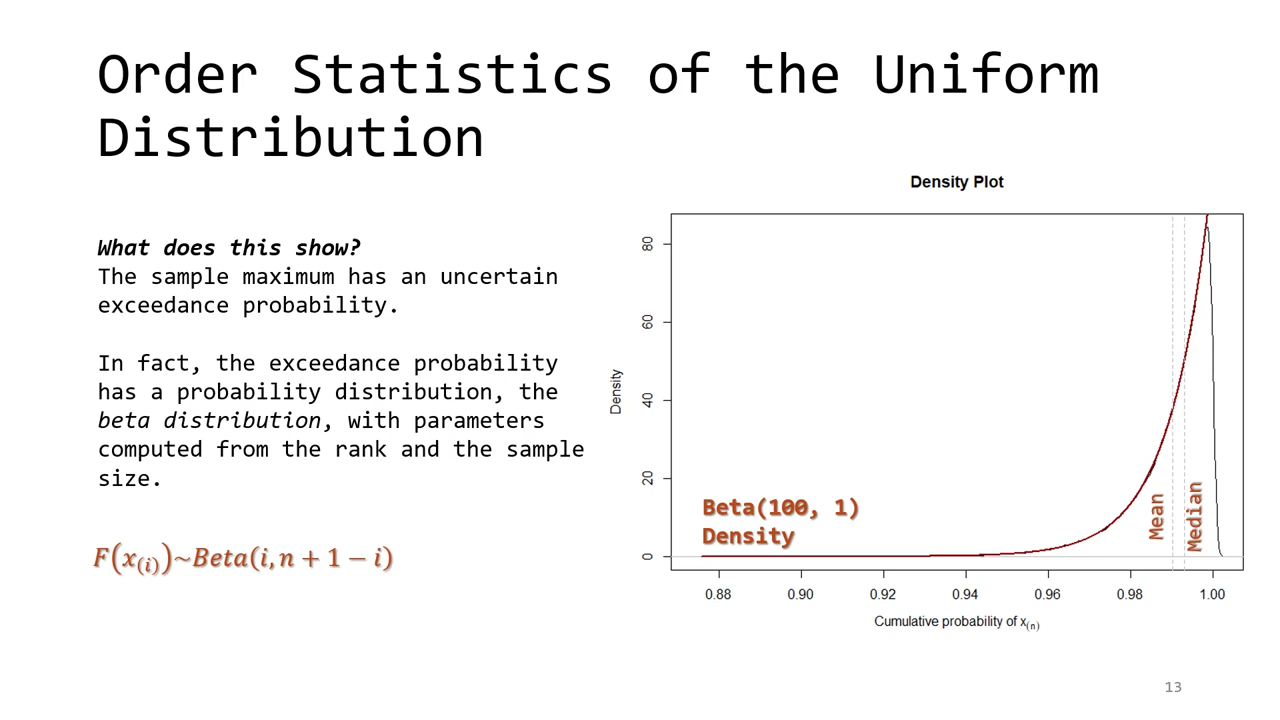 Order Statistics of the Uniform
Distribution
What does this show?
The sample maximum has an uncertain
exceedance probability.
In fact, the exceedance probability
has a probability distribution, the
beta distribution, with parameters
computed from the rank and the sample
size.
F(x₍ᵢ₎)~Beta(i, n + 1 − i)
Density Plot
Density
80
60
40
20
0
Beta(100, 1)
Density
Mean
Median
0.88 0.90 0.92 0.94 0.96 0.98 1.00
Cumulative probability of x₍ₙ₎
13